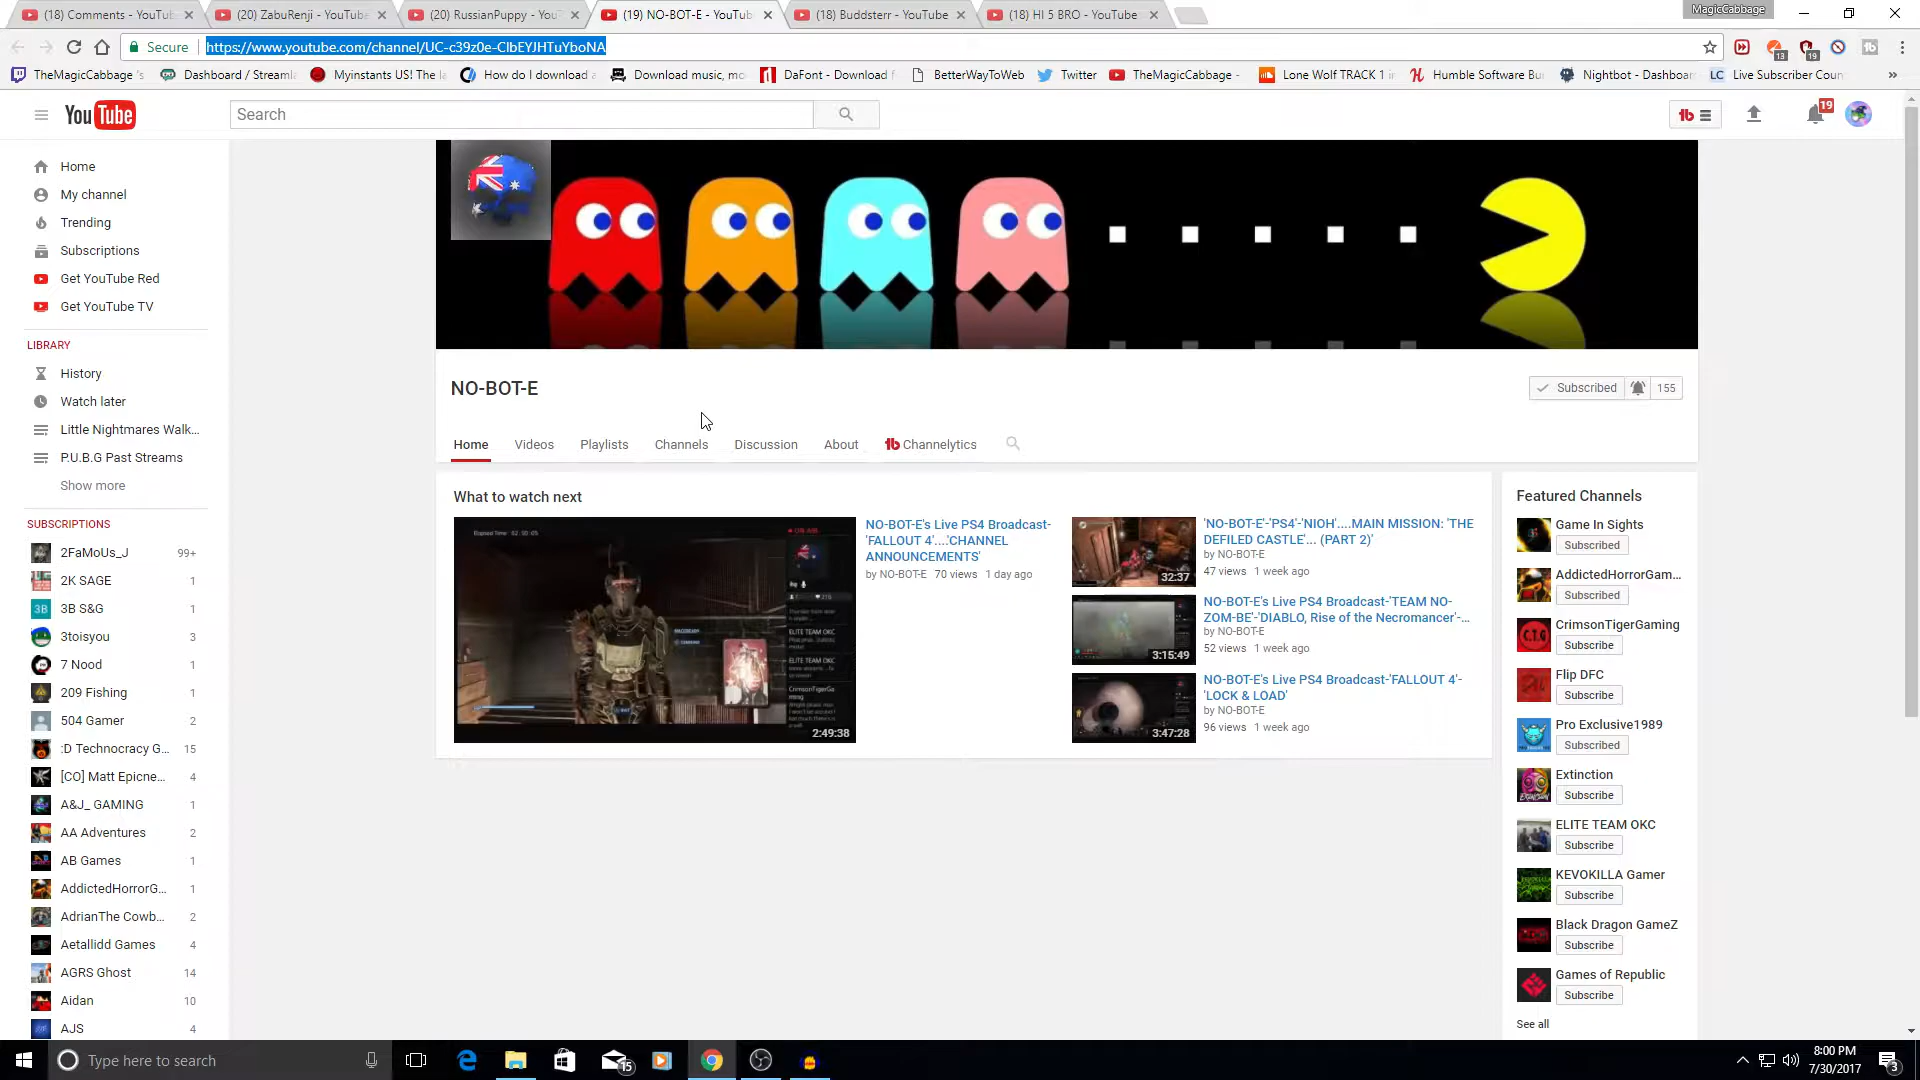 (18) Comments - YouTub
(20) ZabuRenji - YouTube
(20) RussianPuppy - YouT
(19) NO-BOT-E - YouTub
(18) Buddsterr - YouTube
(18) HI 5 BRO - YouTube
MagicCabbage
Secure
https://www.youtube.com/channel/UC-c39z0e-CIbEYJHTuYboNA
13
19
TheMagicCabbage 's
Dashboard / Streamla
Myinstants US! The la
How do I download a
Download music, mo
DaFont - Download f
BetterWayToWeb
Twitter
TheMagicCabbage -
Lone Wolf TRACK 1 i
Humble Software Bu
Nightbot - Dashboar
LC Live Subscriber Coun
YouTube
Search
19
Home
My channel
Trending
Subscriptions
Get YouTube Red
Get YouTube TV
LIBRARY
History
Watch later
Little Nightmares Walk...
P.U.B.G Past Streams
Show more
SUBSCRIPTIONS
2FaMoUs_J 99+
2K SAGE 1
3B S&G 1
3toisyou 3
7 Nood 1
209 Fishing 1
504 Gamer 2
:D Technocracy G... 15
[CO] Matt Epicne... 4
A&J_ GAMING 1
AA Adventures 2
AB Games 1
AddictedHorrorG... 1
AdrianThe Cowb... 2
Aetallidd Games 4
AGRS Ghost 14
Aidan 10
AJS 4
NO-BOT-E
Subscribed 155
Home Videos Playlists Channels Discussion About Channelytics
What to watch next
2:49:38
NO-BOT-E's Live PS4 Broadcast-
'FALLOUT 4'....'CHANNEL
ANNOUNCEMENTS'
by NO-BOT-E 70 views 1 day ago
32:37
'NO-BOT-E'-'PS4'-'NIOH'....MAIN MISSION: 'THE
DEFILED CASTLE'... (PART 2)'
by NO-BOT-E
47 views 1 week ago
3:15:49
NO-BOT-E's Live PS4 Broadcast-'TEAM NO-
ZOM-BE'-'DIABLO, Rise of the Necromancer'-...
by NO-BOT-E
52 views 1 week ago
3:47:28
NO-BOT-E's Live PS4 Broadcast-'FALLOUT 4'-
'LOCK & LOAD'
by NO-BOT-E
96 views 1 week ago
Featured Channels
Game In Sights
Subscribed
AddictedHorrorGam...
Subscribed
CrimsonTigerGaming
Subscribe
Flip DFC
Subscribe
Pro Exclusive1989
Subscribed
Extinction
Subscribe
ELITE TEAM OKC
Subscribe
KEVOKILLA Gamer
Subscribe
Black Dragon GameZ
Subscribe
Games of Republic
Subscribe
See all
Type here to search
15
8:00 PM
7/30/2017
3